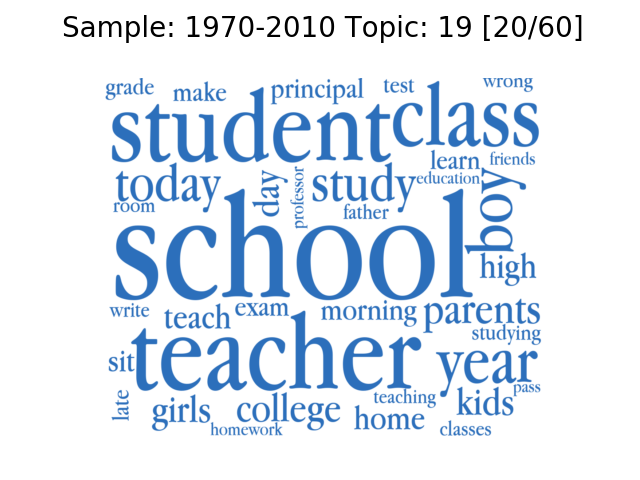 Sample: 1970-2010 Topic: 19 [20/60]
grade make principal test wrong
student class
learn friends
today day professor study education
room father boy
school
high
write teach exam morning parents
studying
sit teacher year
late girls college teaching home kids pass
homework classes